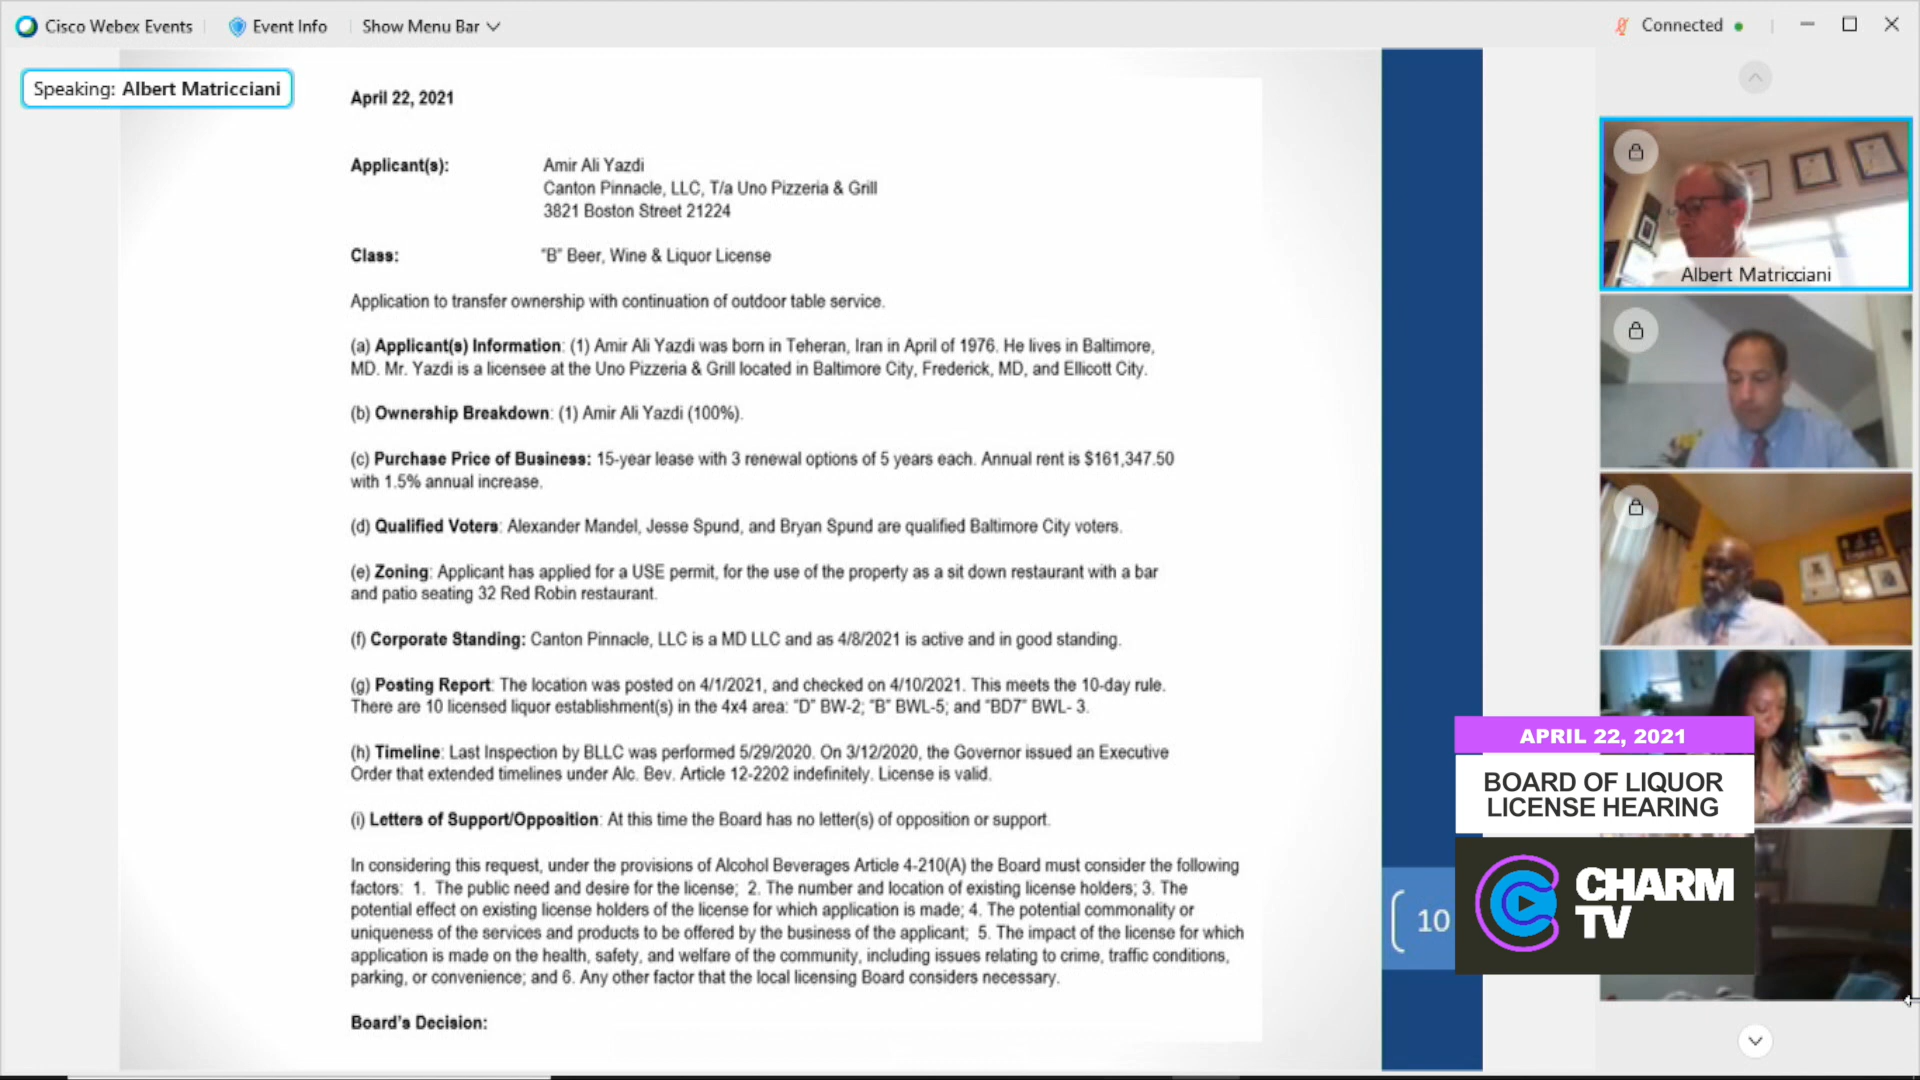 Cisco Webex Events
Event Info
Show Menu Bar
Connected
Speaking: Albert Matricciani
April 22, 2021
Applicant(s):
Amir Ali Yazdi
Canton Pinnacle, LLC, T/a Uno Pizzeria & Grill
3821 Boston Street 21224
Class:
"B" Beer, Wine & Liquor License
Application to transfer ownership with continuation of outdoor table service.
(a) Applicant(s) Information: (1) Amir Ali Yazdi was born in Teheran, Iran in April of 1976. He lives in Baltimore,
MD. Mr. Yazdi is a licensee at the Uno Pizzeria & Grill located in Baltimore City, Frederick, MD, and Ellicott City.
(b) Ownership Breakdown: (1) Amir Ali Yazdi (100%).
(c) Purchase Price of Business: 15-year lease with 3 renewal options of 5 years each. Annual rent is $161,347.50
with 1.5% annual increase.
(d) Qualified Voters: Alexander Mandel, Jesse Spund, and Bryan Spund are qualified Baltimore City voters.
(e) Zoning: Applicant has applied for a USE permit, for the use of the property as a sit down restaurant with a bar
and patio seating 32 Red Robin restaurant.
(f) Corporate Standing: Canton Pinnacle, LLC is a MD LLC and as 4/8/2021 is active and in good standing.
(g) Posting Report: The location was posted on 4/1/2021, and checked on 4/10/2021. This meets the 10-day rule.
There are 10 licensed liquor establishment(s) in the 4x4 area: "D" BW-2; "B" BWL-5; and "BD7" BWL- 3.
(h) Timeline: Last Inspection by BLLC was performed 5/29/2020. On 3/12/2020, the Governor issued an Executive
Order that extended timelines under Alc. Bev. Article 12-2202 indefinitely. License is valid.
(i) Letters of Support/Opposition: At this time the Board has no letter(s) of opposition or support.
In considering this request, under the provisions of Alcohol Beverages Article 4-210(A) the Board must consider the following
factors: 1. The public need and desire for the license; 2. The number and location of existing license holders; 3. The
potential effect on existing license holders of the license for which application is made; 4. The potential commonality or
uniqueness of the services and products to be offered by the business of the applicant; 5. The impact of the license for which
application is made on the health, safety, and welfare of the community, including issues relating to crime, traffic conditions,
parking, or convenience; and 6. Any other factor that the local licensing Board considers necessary.
Board's Decision:
10
Albert Matricciani
APRIL 22, 2021
BOARD OF LIQUOR
LICENSE HEARING
CHARM
TV